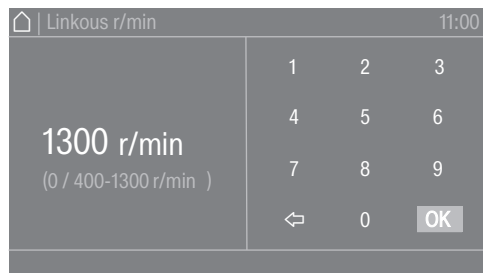 | Linkous r/min 11:00
1300 r/min
(0 / 400-1300 r/min )
1 2 3
4 5 6
7 8 9
0 OK